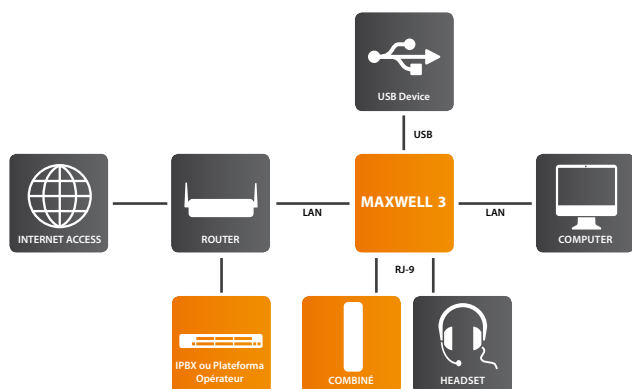 USB Device
USB
INTERNET ACCESS
ROUTER
LAN
MAXWELL 3
LAN
COMPUTER
RJ-9
IPBX ou Plateforma
Opérateur
COMBINÉ
HEADSET